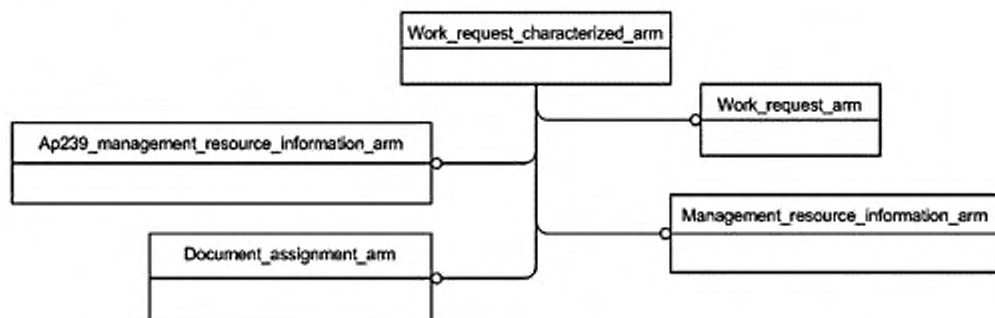 Work_request_characterized_arm
Work_request_arm
Ap239_management_resource_information_arm
Management_resource_information_arm
Document_assignment_arm